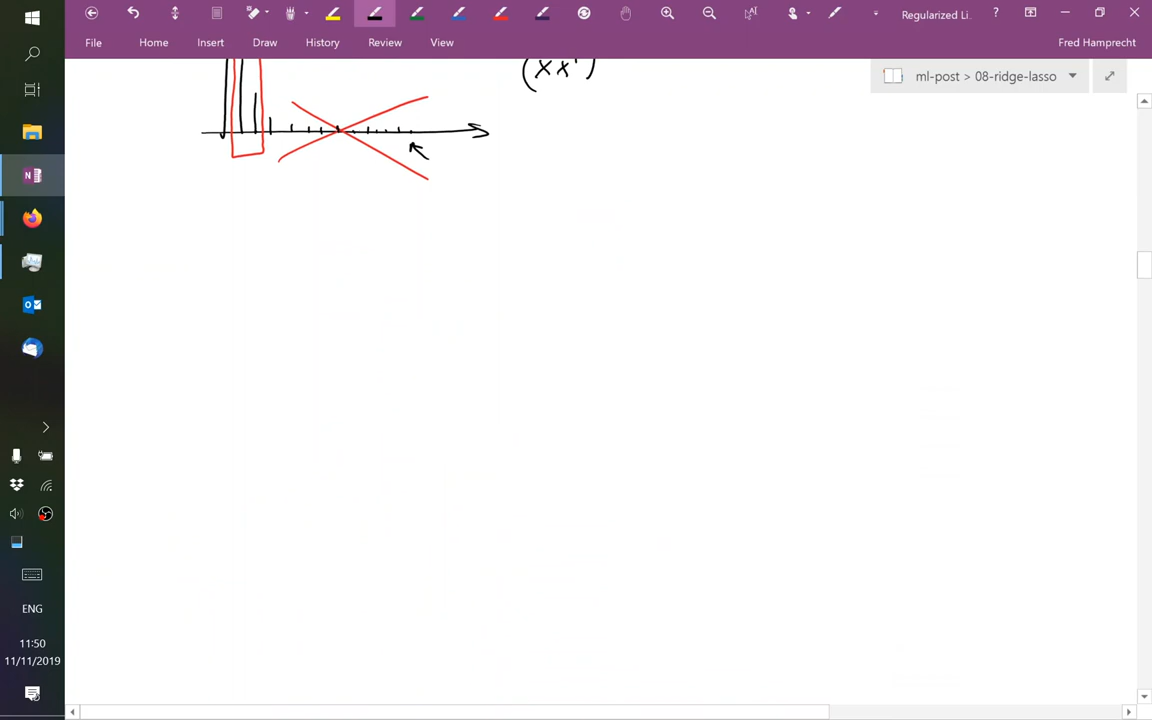 Regularized Li...
File Home Insert Draw History Review View
Fred Hamprecht
ml-post > 08-ridge-lasso
ENG
11:50
11/11/2019